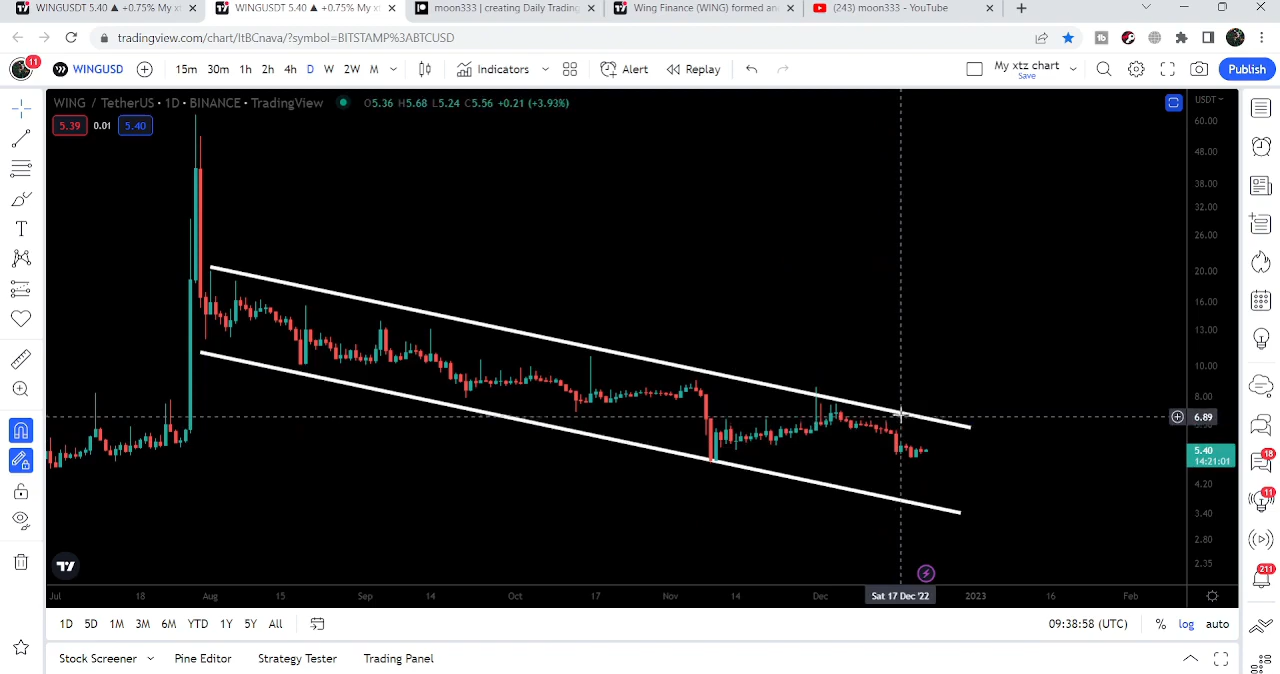 WINGUSDT 5.40 ▲ +0.75% My xt
WINGUSDT 5.40 ▲ +0.75% My xt
moon333 | creating Daily Trading
Wing Finance (WING) formed an
(243) moon333 - YouTube
tradingview.com/chart/ItBCnava/?symbol=BITSTAMP%3ABTCUSD
11
WINGUSD
15m 30m 1h 2h 4h D W 2W M
Indicators
Alert
Replay
My xtz chart
Save
Publish
WING / TetherUS • 1D • BINANCE • TradingView
O5.36 H5.68 L5.24 C5.56 +0.21 (+3.93%)
USDT
5.39 0.01 5.40
60.00
48.00
38.00
32.00
26.00
20.00
16.00
13.00
10.00
8.00
6.89
5.40
14:21:01
4.20
3.40
2.80
2.35
18
11
211
Jul 18 Aug 15 Sep 14 Oct 17 Nov 14 Dec Sat 17 Dec '22 2023 16 Feb
1D 5D 1M 3M 6M YTD 1Y 5Y All
09:38:58 (UTC) % log auto
Stock Screener Pine Editor Strategy Tester Trading Panel